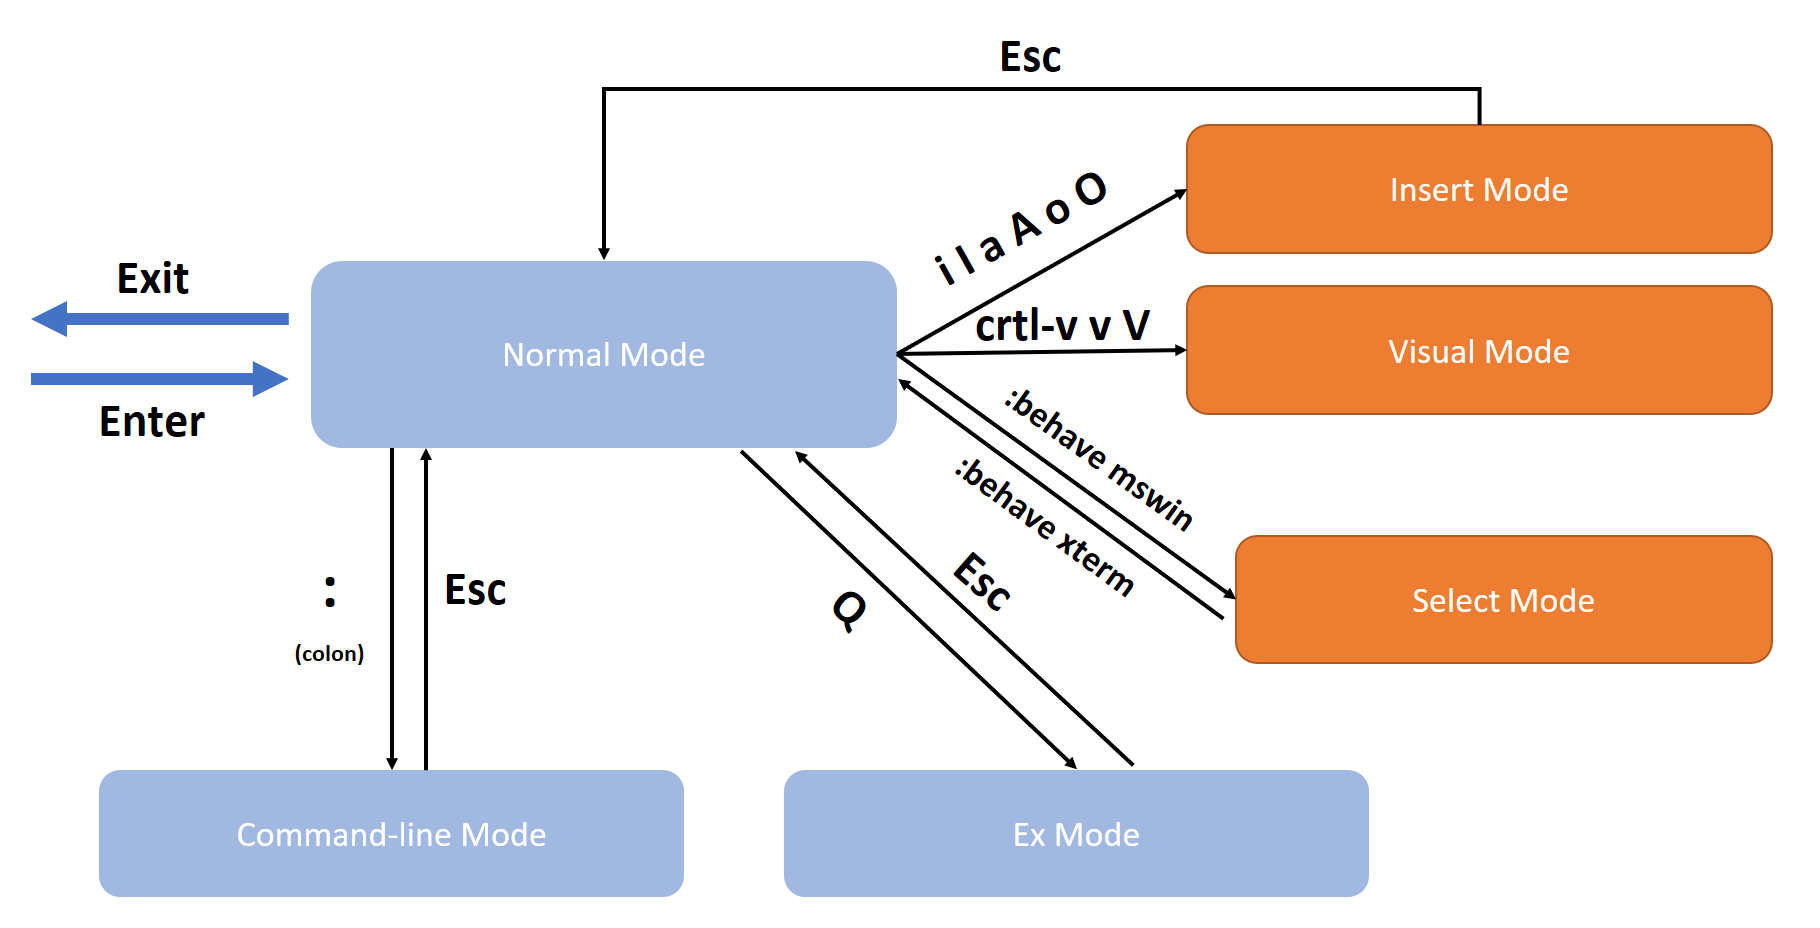 Esc
Insert Mode
i I a A o O
Exit
crtl-v v V
Normal Mode
Visual Mode
Enter
:behave mswin
:behave xterm
:
(colon)
Esc
Q
Esc
Select Mode
Command-line Mode
Ex Mode